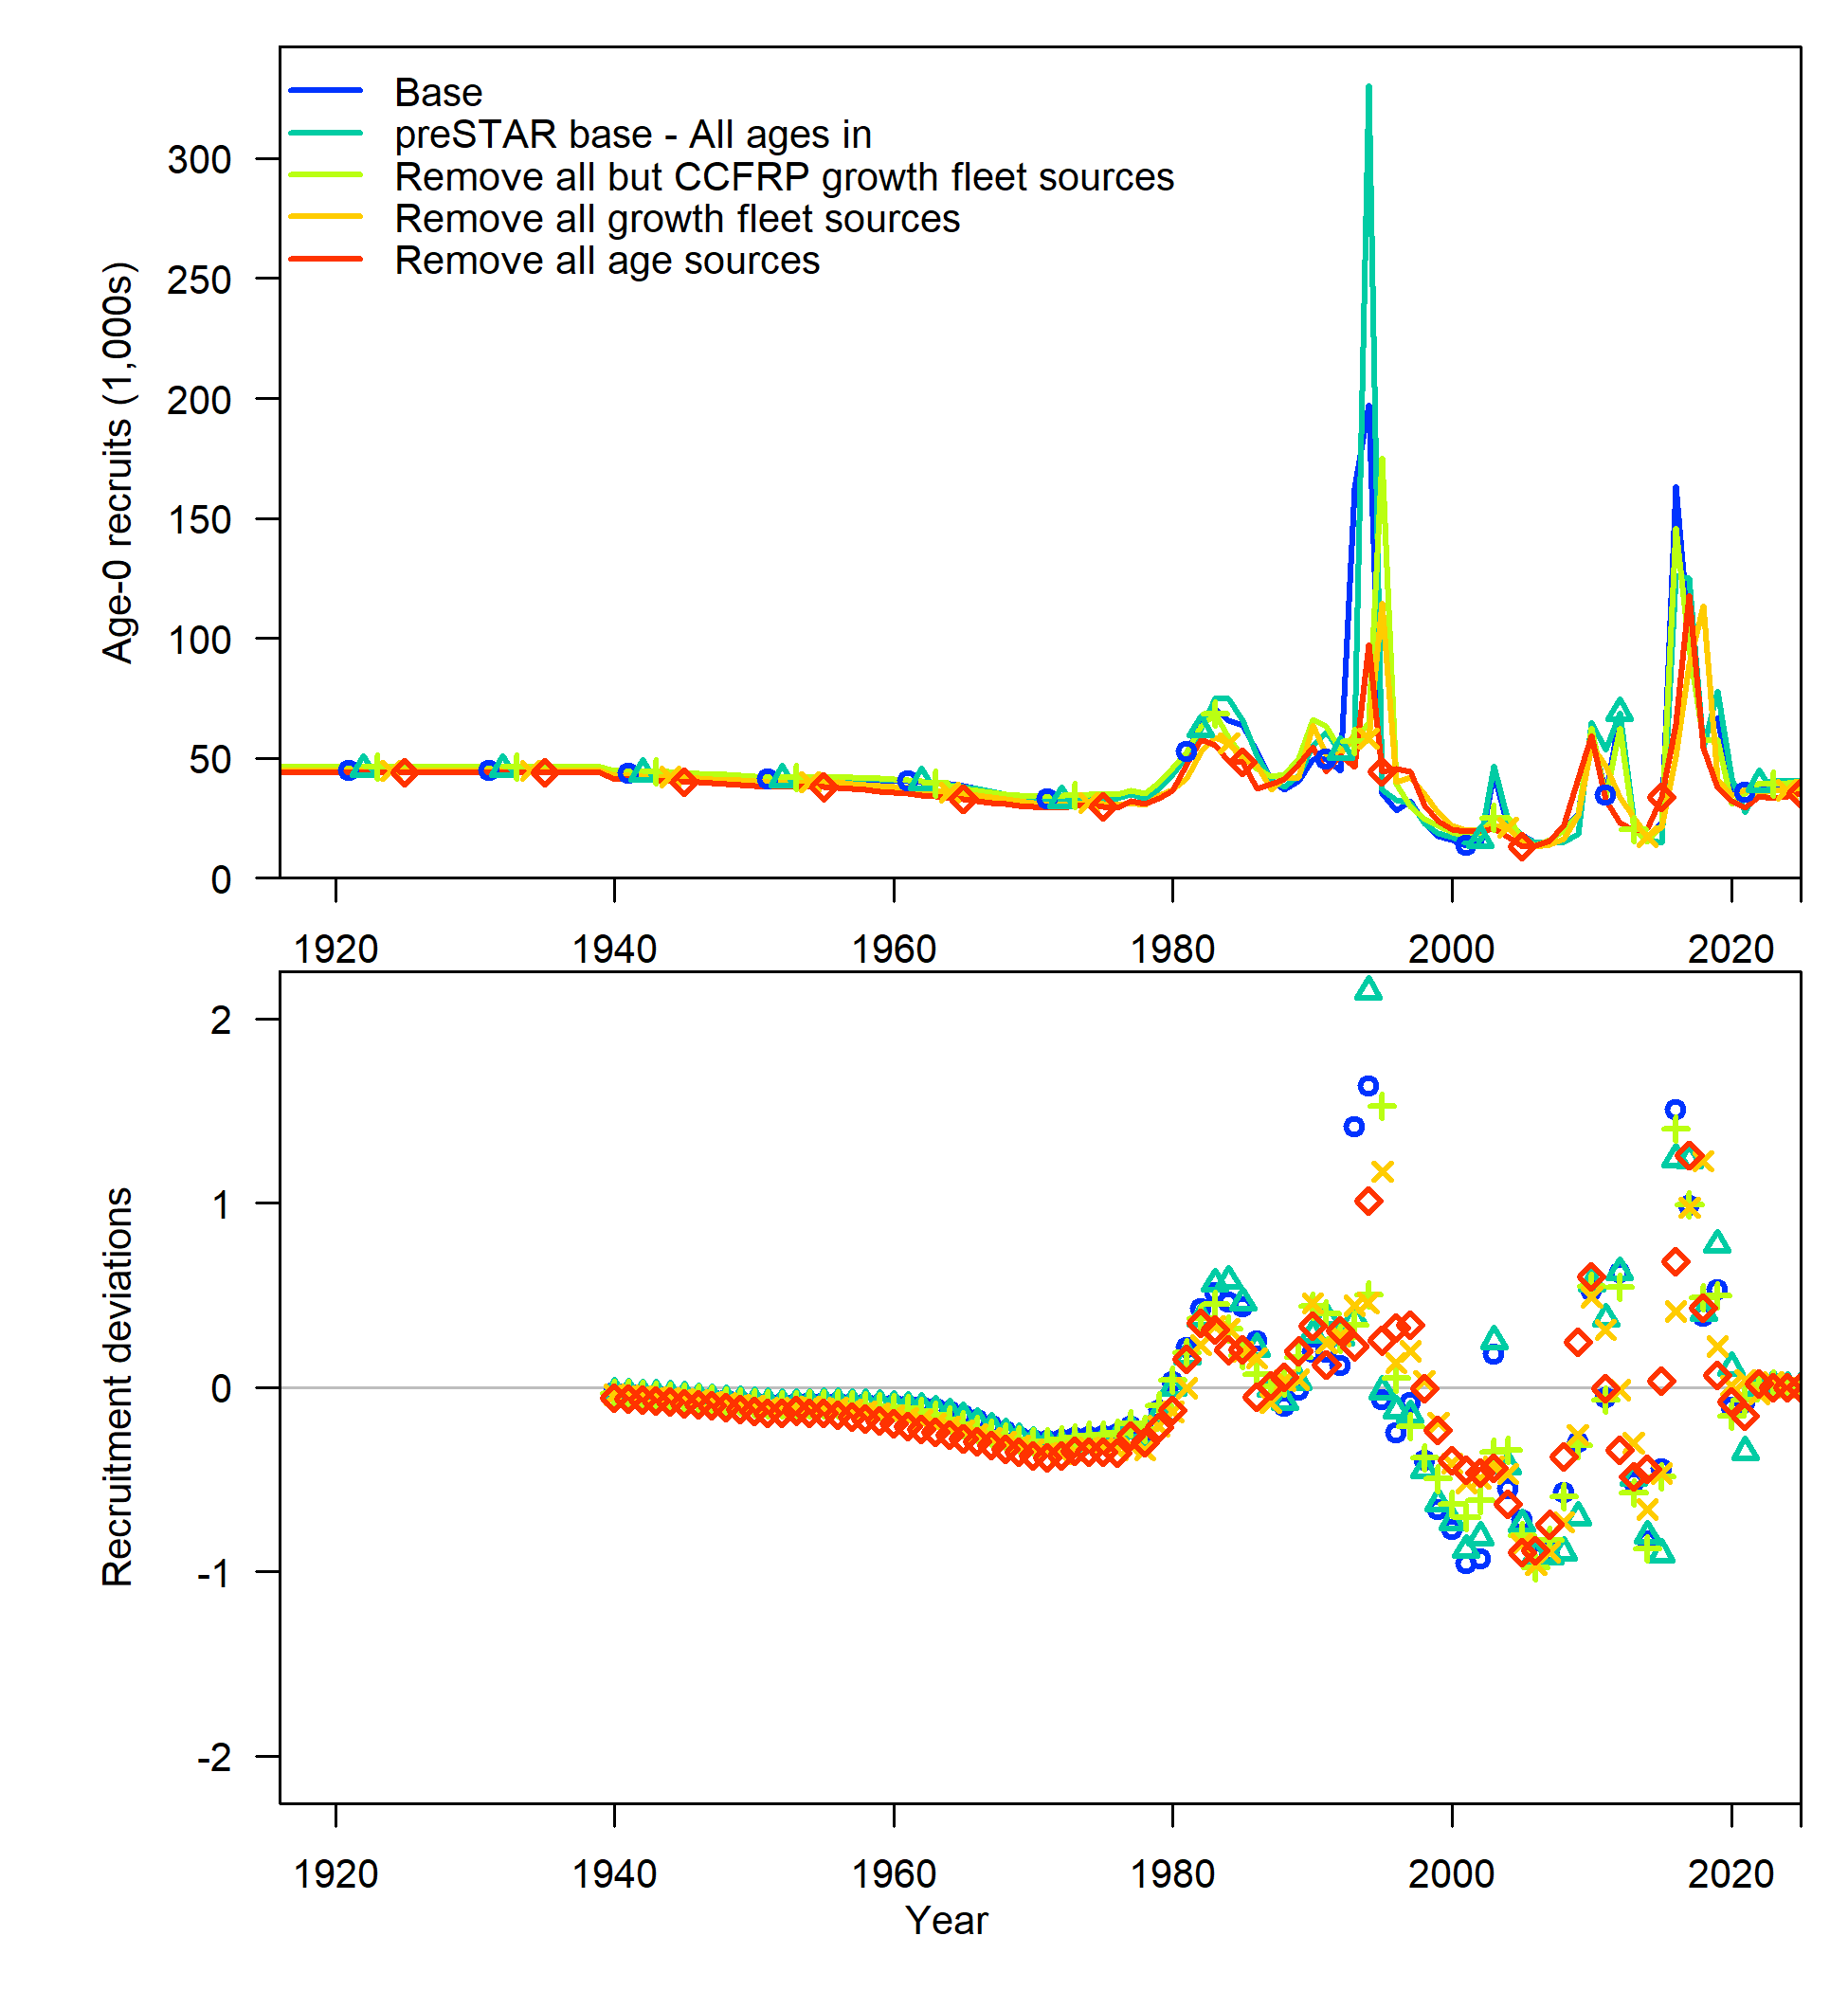 Base
preSTAR base - All ages in
Remove all but CCFRP growth fleet sources
Remove all growth fleet sources
Remove all age sources
Age-0 recruits (1,000s)
300
250
200
150
100
50
0
1920 1940 1960 1980 2000 2020
Recruitment deviations
2
1
0
-1
-2
1920 1940 1960 1980 2000 2020
Year